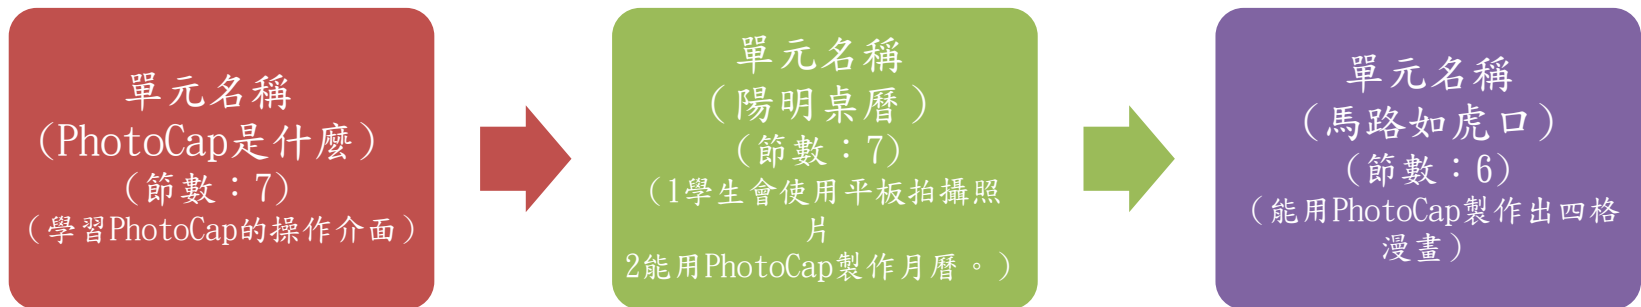 單元名稱
(PhotoCap是什麼)
(節數：7)
(學習PhotoCap的操作介面)
單元名稱
(陽明桌曆)
(節數：7)
(1學生會使用平板拍攝照
片
2能用PhotoCap製作月曆。)
單元名稱
(馬路如虎口)
(節數：6)
(能用PhotoCap製作出四格
漫畫)